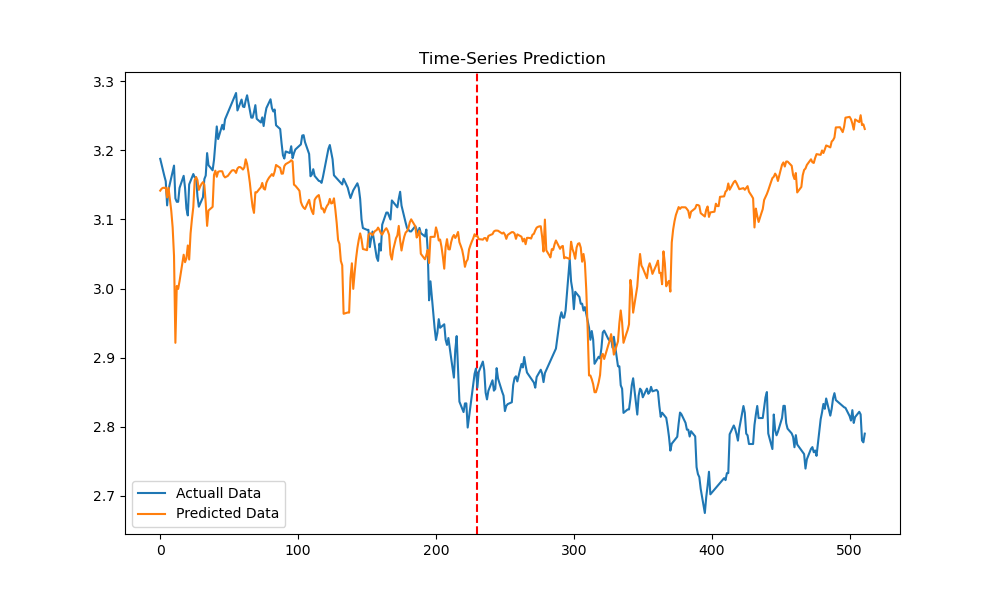 Time-Series Prediction
3.3
3.2
3.1
3.0
2.9
2.8
2.7
Actuall Data
Predicted Data
0 100 200 300 400 500